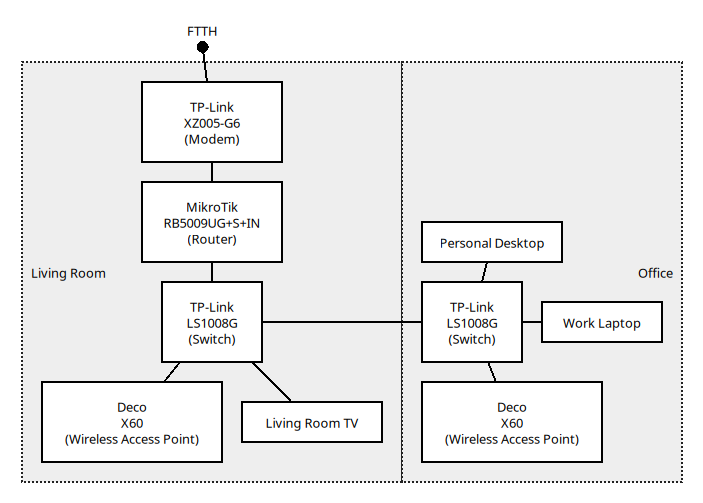 FTTH
TP-Link
XZ005-G6
(Modem)
MikroTik
RB5009UG+S+IN
(Router)
Living Room
TP-Link
LS1008G
(Switch)
Deco
X60
(Wireless Access Point)
Living Room TV
Personal Desktop
Office
TP-Link
LS1008G
(Switch)
Work Laptop
Deco
X60
(Wireless Access Point)